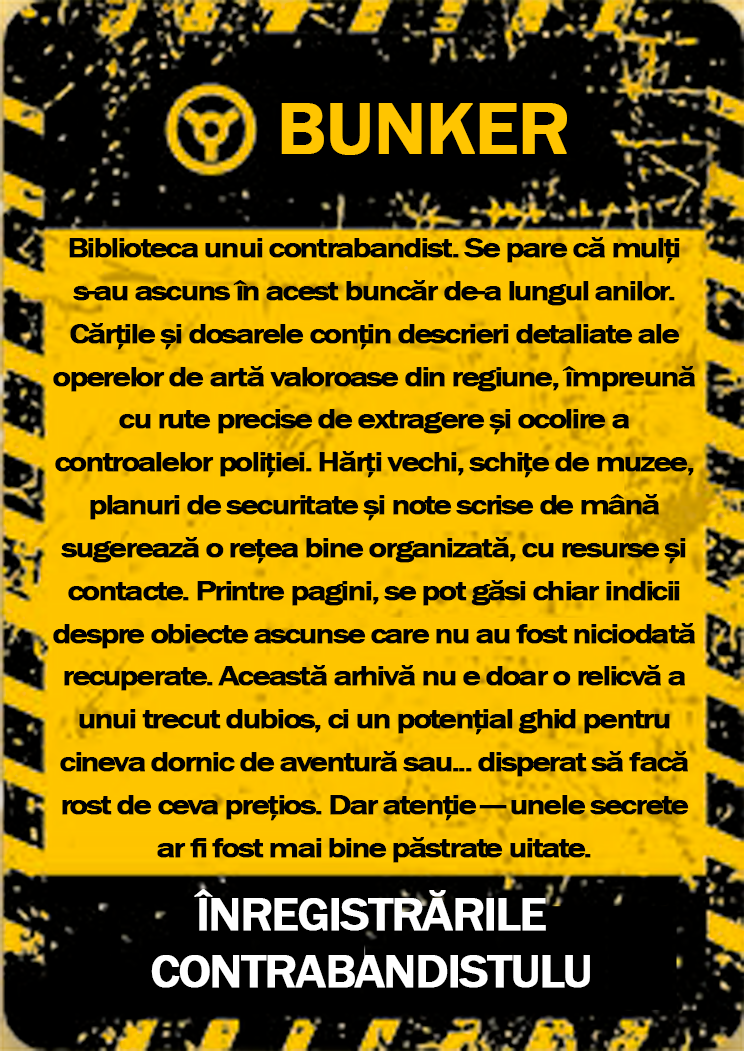 BUNKER
Biblioteca unui contrabandist. Se pare că mulți
s-au ascuns în acest buncăr de-a lungul anilor.
Cărțile și dosarele conțin descrieri detaliate ale
operelor de artă valoroase din regiune, împreună
cu rute precise de extragere și ocolire a
controalelor poliției. Hărți vechi, schițe de muzee,
planuri de securitate și note scrise de mână
sugerează o rețea bine organizată, cu resurse și
contacte. Printre pagini, se pot găsi chiar indicii
despre obiecte ascunse care nu au fost niciodată
recuperate. Această arhivă nu e doar o relicvă a
unui trecut dubios, ci un potențial ghid pentru
cineva dornic de aventură sau... disperat să facă
rost de ceva prețios. Dar atenție — unele secrete
ar fi fost mai bine păstrate uitate.
ÎNREGISTRĂRILE
CONTRABANDISTULU